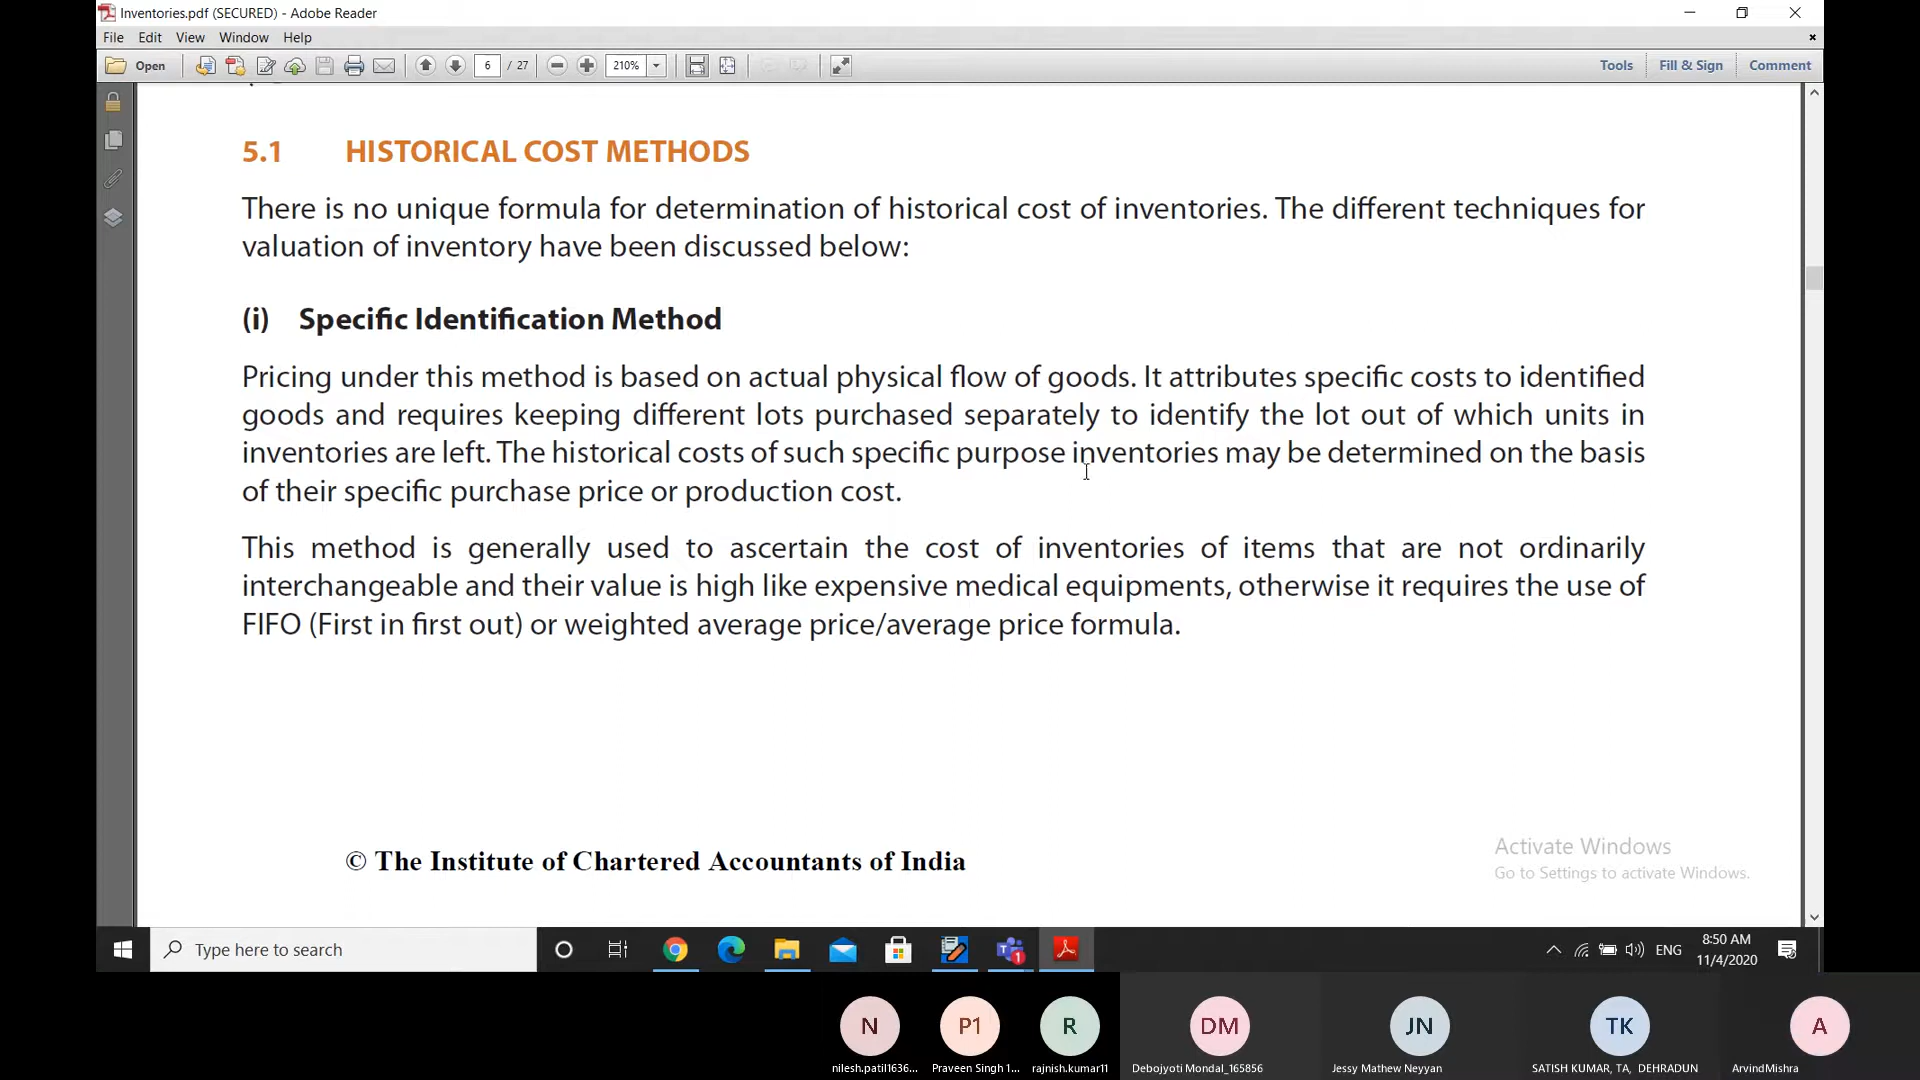 Inventories.pdf (SECURED) - Adobe Reader
File Edit View Window Help
Open 6 / 27 210% Tools Fill & Sign Comment
5.1 HISTORICAL COST METHODS
There is no unique formula for determination of historical cost of inventories. The different techniques for
valuation of inventory have been discussed below:
(i) Specific Identification Method
Pricing under this method is based on actual physical flow of goods. It attributes specific costs to identified
goods and requires keeping different lots purchased separately to identify the lot out of which units in
inventories are left. The historical costs of such specific purpose inventories may be determined on the basis
of their specific purchase price or production cost.
This method is generally used to ascertain the cost of inventories of items that are not ordinarily
interchangeable and their value is high like expensive medical equipments, otherwise it requires the use of
FIFO (First in first out) or weighted average price/average price formula.
Activate Windows
© The Institute of Chartered Accountants of India
Go to Settings to activate Windows.
Type here to search
1
ENG
8:50 AM
11/4/2020
N P1 R DM JN TK A
nilesh.patil1636... Praveen Singh 1... rajnish.kumar11 Debojyoti Mondal_165856 Jessy Mathew Neyyan SATISH KUMAR, TA, DEHRADUN ArvindMishra